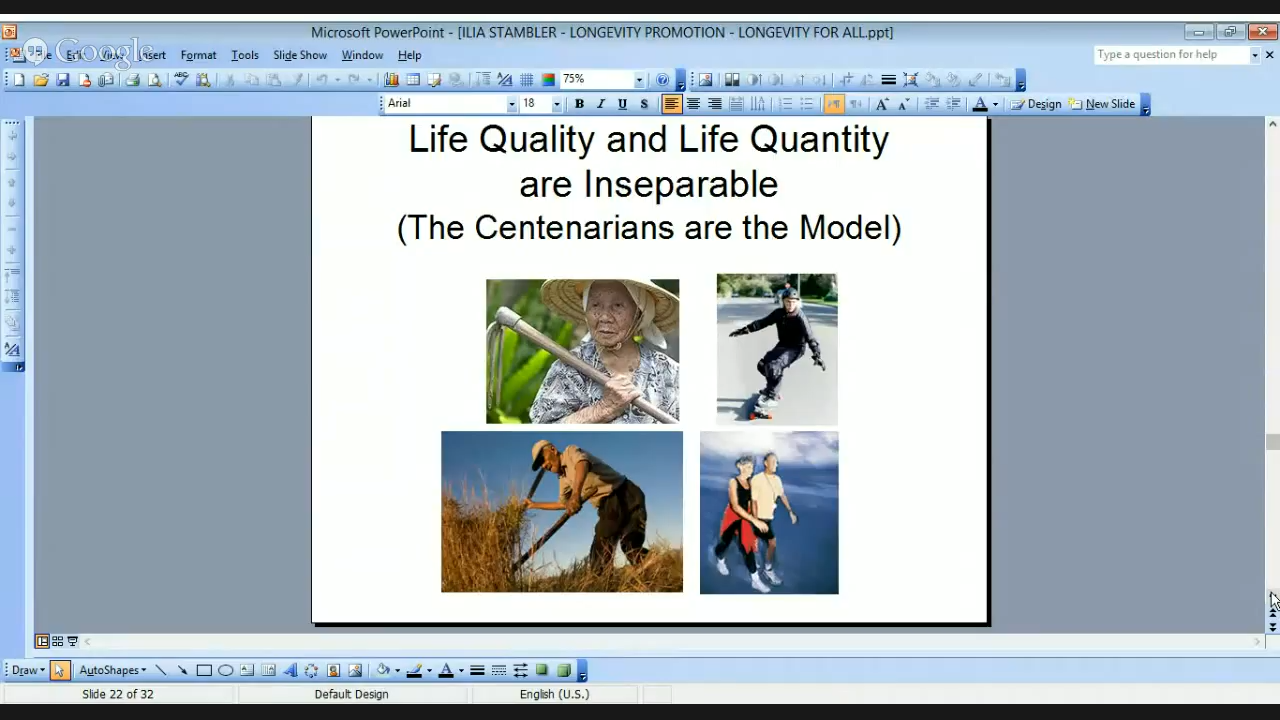 Microsoft PowerPoint - [ILIA STAMBLER - LONGEVITY PROMOTION - LONGEVITY FOR ALL.ppt]
Google
Format Tools Slide Show Window Help
Type a question for help
75%
Arial 18 B I U S Design New Slide
Life Quality and Life Quantity
are Inseparable
(The Centenarians are the Model)
Draw AutoShapes
Slide 22 of 32 Default Design English (U.S.)